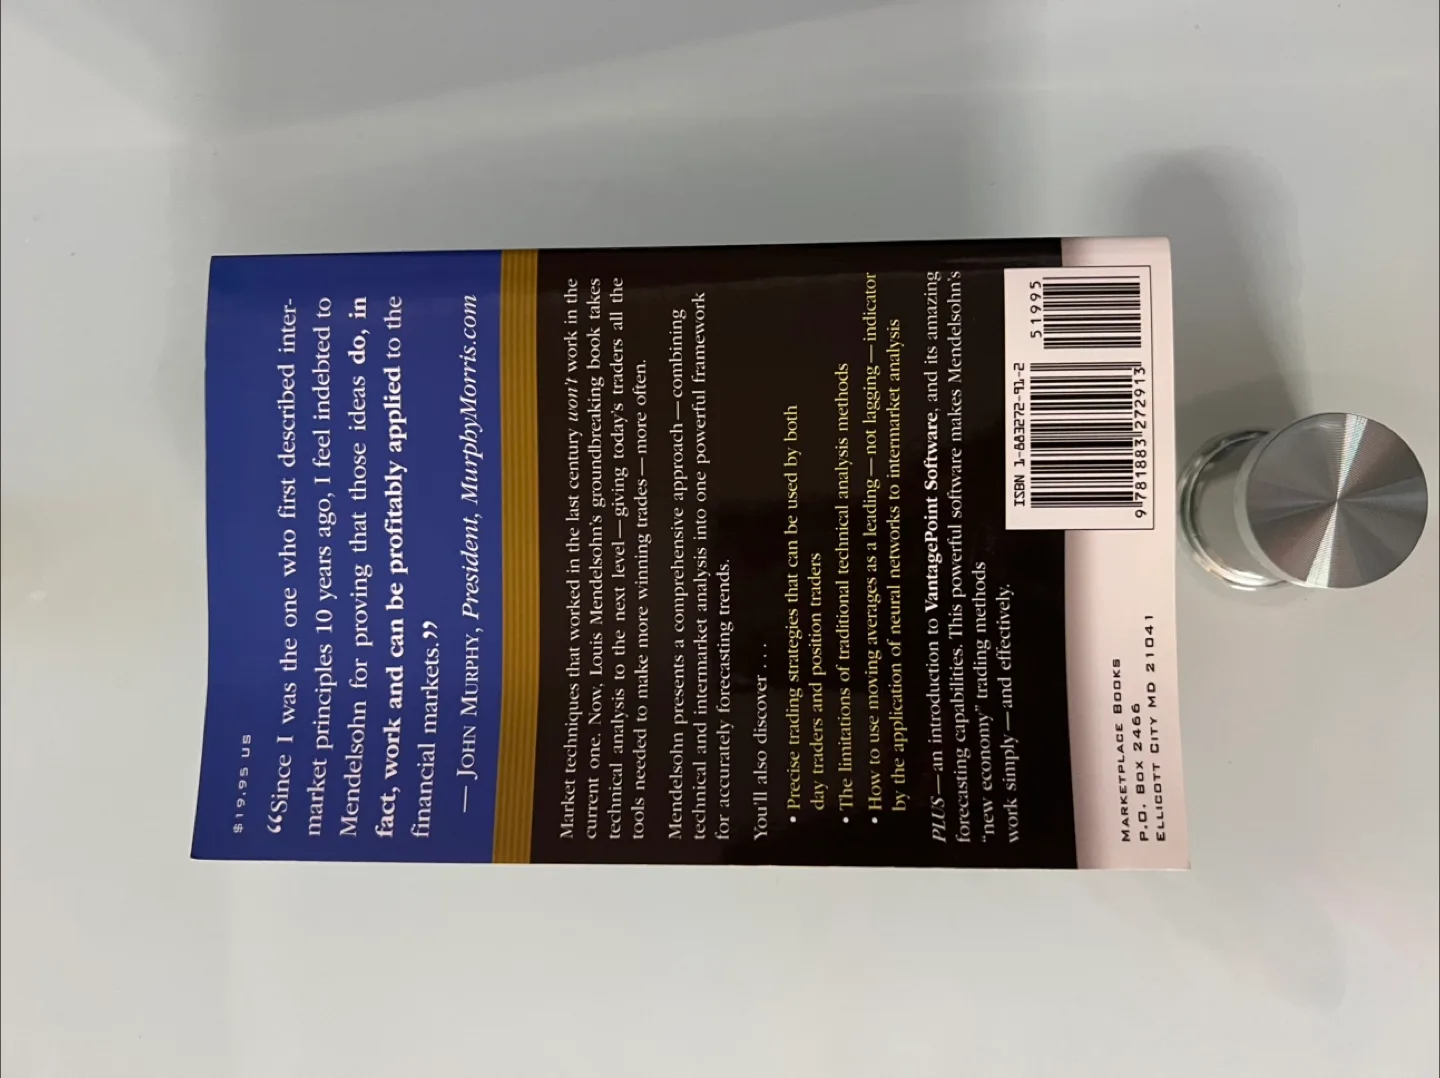 $19.95 US
“Since I was the one who first described inter-
market principles 10 years ago, I feel indebted to
Mendelsohn for proving that those ideas do, in
fact, work and can be profitably applied to the
financial markets.”
— John Murphy, President, MurphyMorris.com
Market techniques that worked in the last century won't work in the
current one. Now, Louis Mendelsohn's groundbreaking book takes
technical analysis to the next level—giving today's traders all the
tools needed to make more winning trades—more often.
Mendelsohn presents a comprehensive approach—combining
technical and intermarket analysis into one powerful framework
for accurately forecasting trends.
You'll also discover . . .
• Precise trading strategies that can be used by both
day traders and position traders
• The limitations of traditional technical analysis methods
• How to use moving averages as a leading—not lagging—indicator
by the application of neural networks to intermarket analysis
PLUS—an introduction to VantagePoint Software, and its amazing
forecasting capabilities. This powerful software makes Mendelsohn's
“new economy” trading methods
work simply—and effectively.
ISBN 1-883272-91-2
51995
9 781883 272913
Marketplace Books
P.O. Box 2466
Ellicott City MD 21041